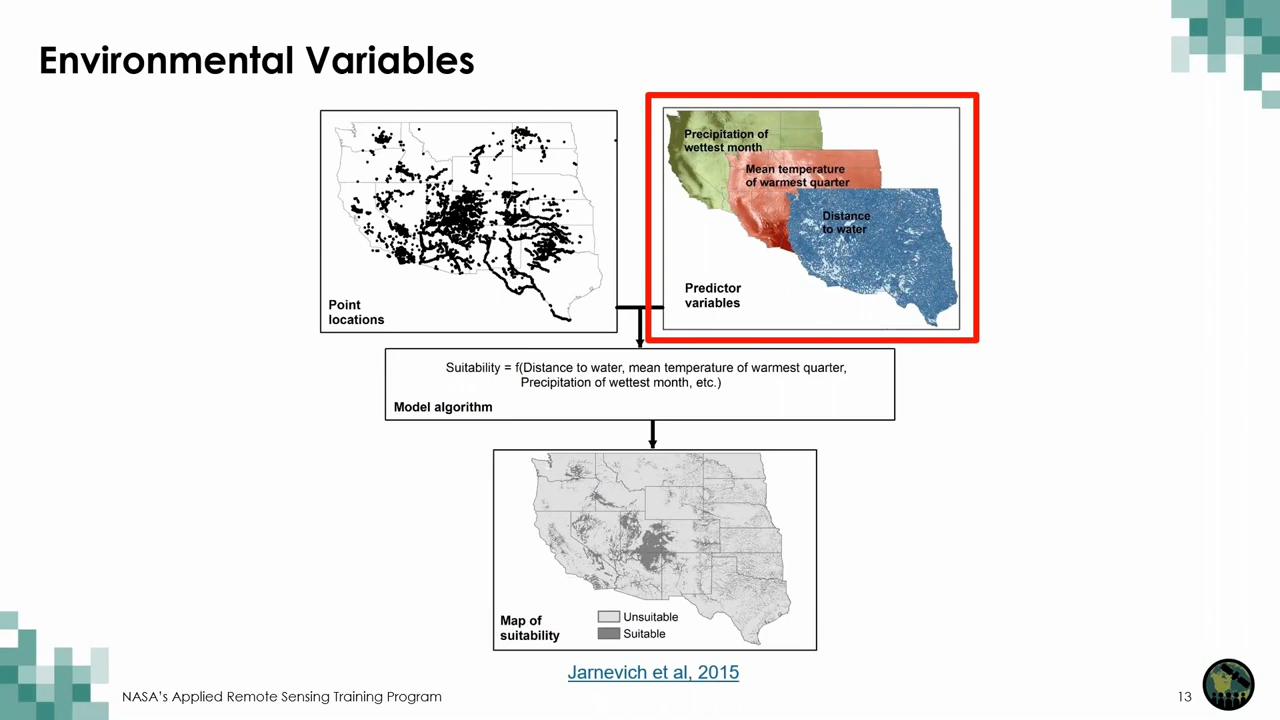 Environmental Variables
Point
locations
Precipitation of
wettest month
Mean temperature
of warmest quarter
Distance
to water
Predictor
variables
Suitability = f(Distance to water, mean temperature of warmest quarter,
Precipitation of wettest month, etc.)
Model algorithm
Map of
suitability
Unsuitable
Suitable
Jarnevich et al, 2015
NASA's Applied Remote Sensing Training Program
13